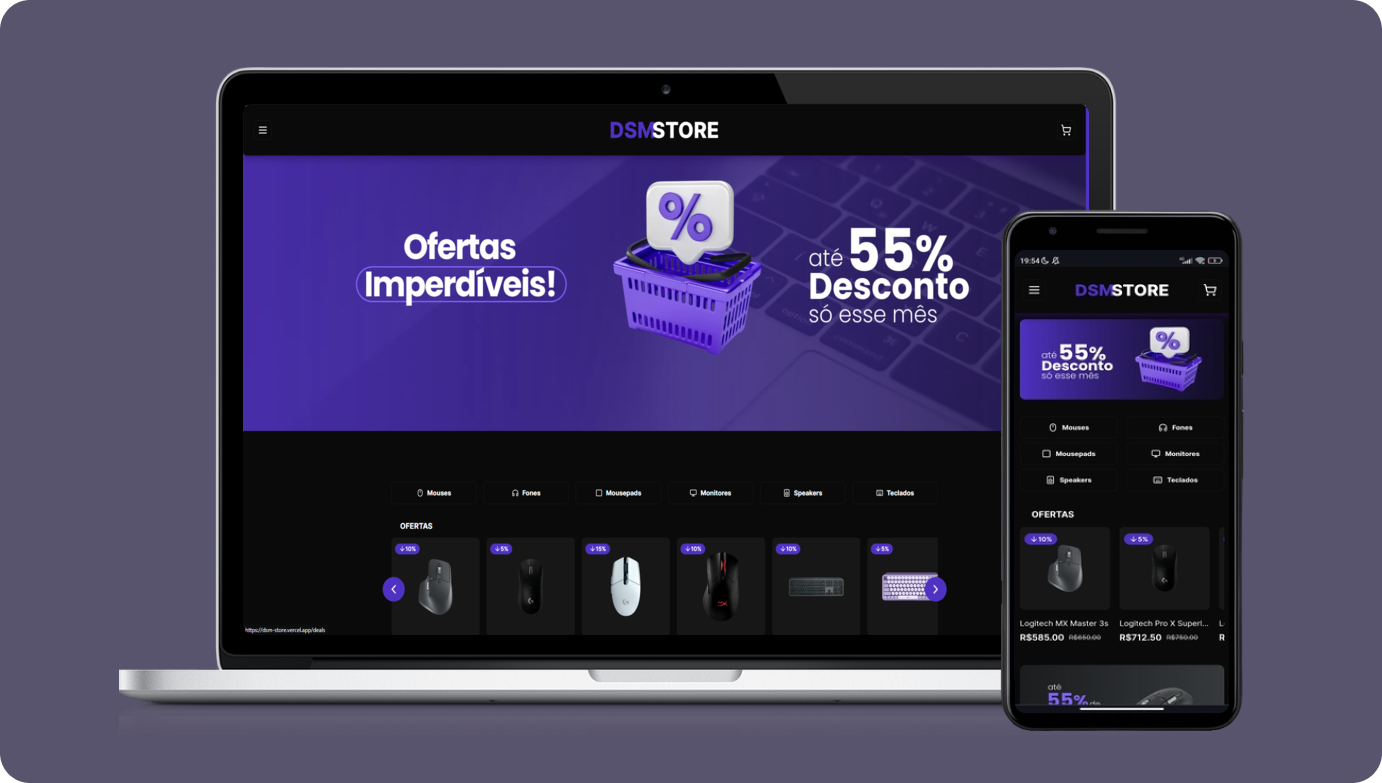 DSMSTORE
Ofertas
Imperdíveis!
%
até 55%
Desconto
só esse mês
Mouses
Fones
Mousepads
Monitores
Speakers
Teclados
OFERTAS
↓10%
↓5%
↓15%
↓10%
↓10%
↓5%
https://dsm-store.vercel.app/deals
19:54
DSMSTORE
até 55%
Desconto
só esse mês
%
Mouses
Fones
Mousepads
Monitores
Speakers
Teclados
OFERTAS
↓10%
↓5%
Logitech MX Master 3s
Logitech Pro X Superl...
L
R$585.00 R$650.00
R$712.50 R$750.00
R
até
55% de